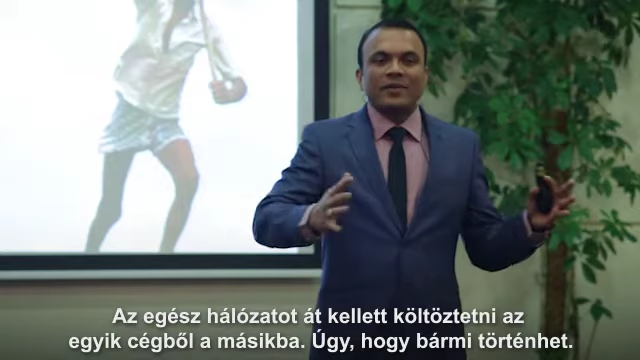 Az egész hálózatot át kellett költöztetni az
egyik cégből a másikba. Úgy, hogy bármi történhet.